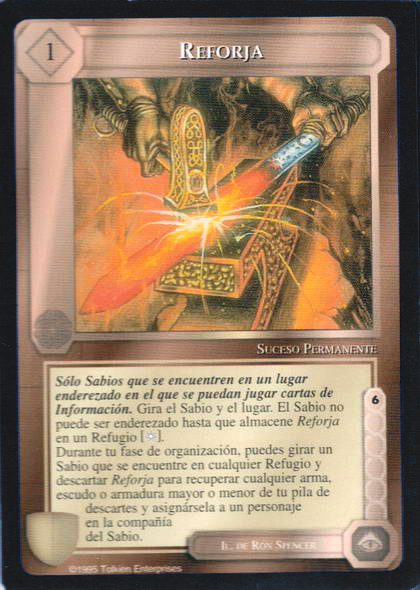 1
REFORJA
SUCESO PERMANENTE
Sólo Sabios que se encuentren en un lugar
enderezado en el que se puedan jugar cartas de
Información. Gira el Sabio y el lugar. El Sabio no
puede ser enderezado hasta que almacene Reforja
en un Refugio [☼].
Durante tu fase de organización, puedes girar un
Sabio que se encuentre en cualquier Refugio y
descartar Reforja para recuperar cualquier arma,
escudo o armadura mayor o menor de tu pila de
descartes y asignársela a un personaje
en la compañía
del Sabio.
6
IL. DE RON SPENCER
©1995 Tolkien Enterprises